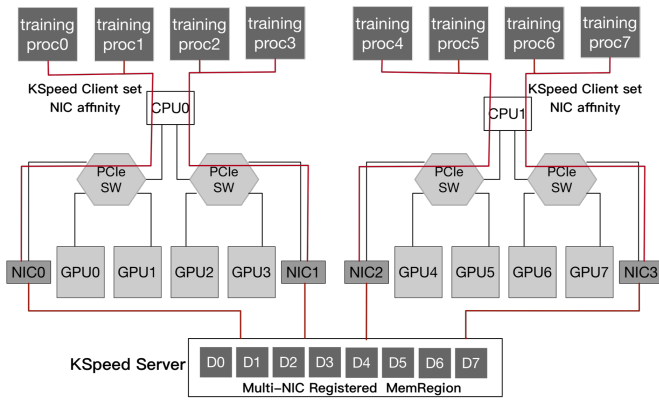 training
proc0
training
proc1
training
proc2
training
proc3
training
proc4
training
proc5
training
proc6
training
proc7
KSpeed Client set
NIC affinity
CPU0
KSpeed Client set
NIC affinity
CPU1
PCIe
SW
PCIe
SW
PCIe
SW
PCIe
SW
NIC0
GPU0
GPU1
GPU2
GPU3
NIC1
NIC2
GPU4
GPU5
GPU6
GPU7
NIC3
KSpeed Server
D0
D1
D2
D3
D4
D5
D6
D7
Multi-NIC Registered MemRegion